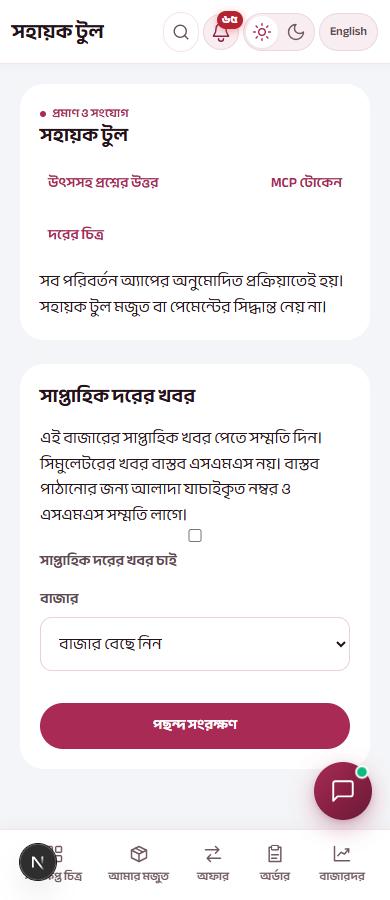 সহায়ক টুল
৬৫
English
প্রমাণ ও সংযোগ
সহায়ক টুল
উৎসসহ প্রশ্নের উত্তর
MCP টোকেন
দরের চিত্র
সব পরিবর্তন অ্যাপের অনুমোদিত প্রক্রিয়াতেই হয়।
সহায়ক টুল মজুত বা পেমেন্টের সিদ্ধান্ত নেয় না।
সাপ্তাহিক দরের খবর
এই বাজারের সাপ্তাহিক খবর পেতে সম্মতি দিন।
সিমুলেটরের খবর বাস্তব এসএমএস নয়। বাস্তব
পাঠানোর জন্য আলাদা যাচাইকৃত নম্বর ও
এসএমএস সম্মতি লাগে।
সাপ্তাহিক দরের খবর চাই
বাজার
বাজার বেছে নিন
পছন্দ সংরক্ষণ
N
চিত্র
আমার মজুত
অফার
অর্ডার
বাজারদর